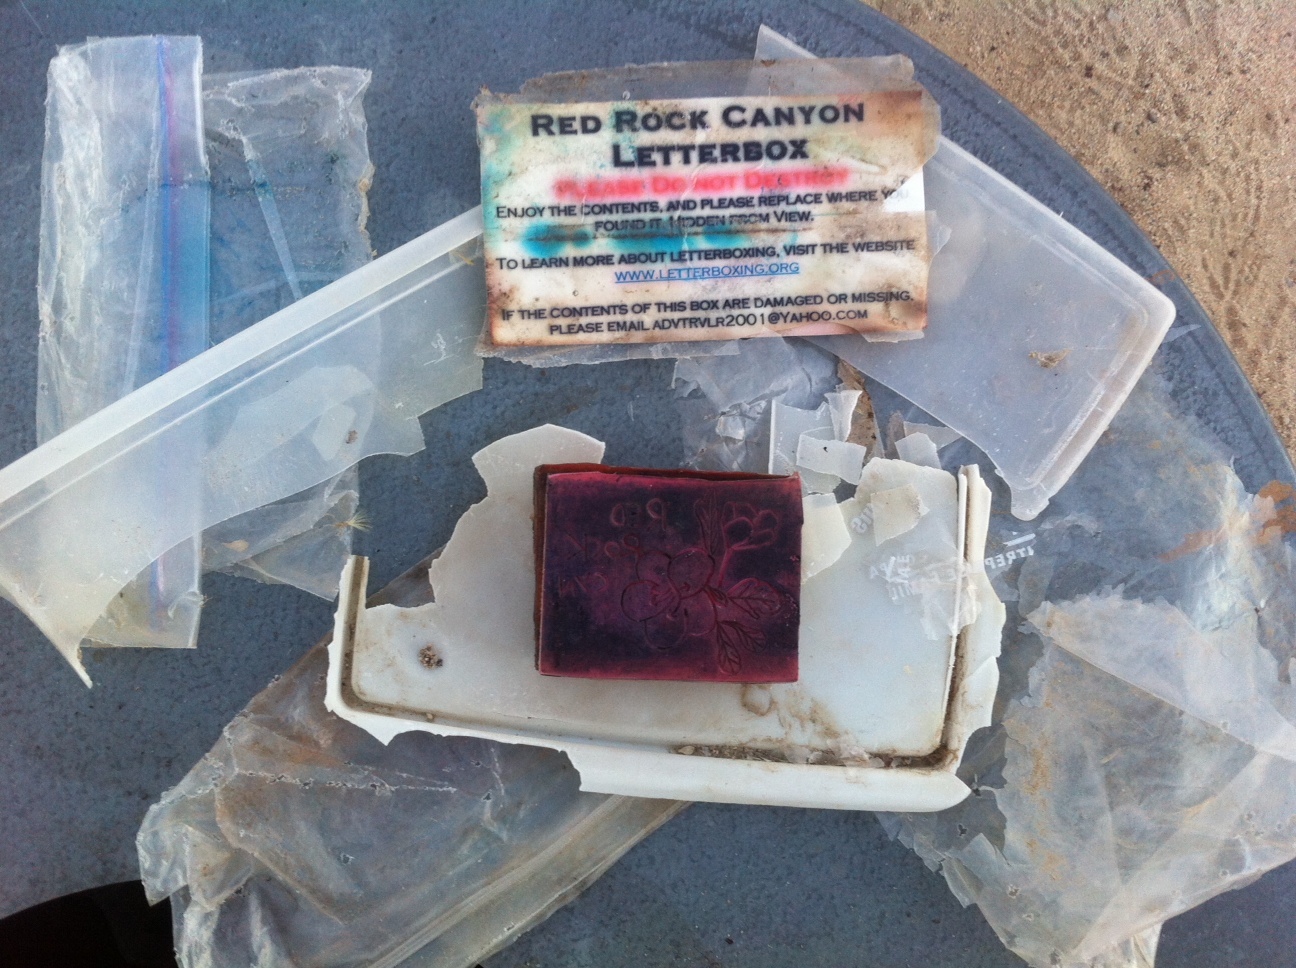 RED ROCK CANYON
LETTERBOX
PLEASE DO NOT DESTROY
ENJOY THE CONTENTS, AND PLEASE REPLACE WHERE YOU
FOUND IT. HIDDEN FROM VIEW.
TO LEARN MORE ABOUT LETTERBOXING, VISIT THE WEBSITE
WWW.LETTERBOXING.ORG
IF THE CONTENTS OF THIS BOX ARE DAMAGED OR MISSING.
PLEASE EMAIL ADVTRVLR2001@YAHOO.COM